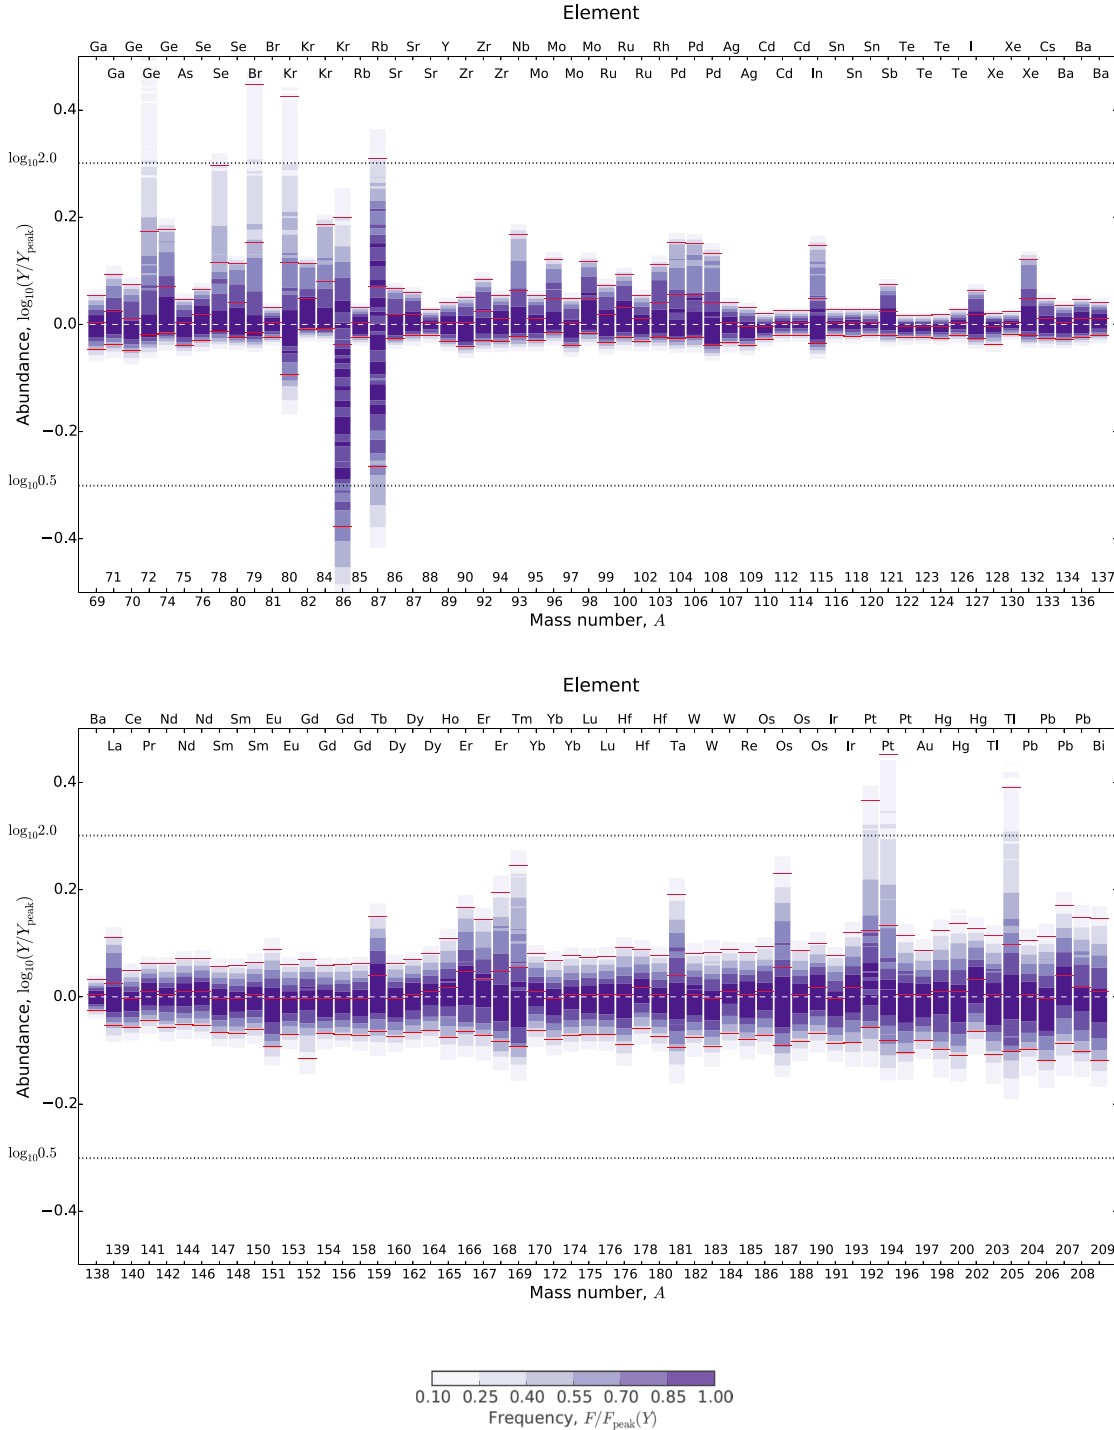 Element
Ga Ge Ge Se Se Br Kr Kr Rb Sr Y Zr Nb Mo Mo Ru Rh Pd Ag Cd Cd Sn Sn Te Te I Xe Cs Ba
Ga Ge As Se Br Kr Kr Rb Sr Sr Zr Zr Mo Mo Ru Ru Pd Pd Ag Cd In Sn Sb Te Te Xe Xe Ba Ba
0.4
log₁₀2.0
0.2
0.0
−0.2
log₁₀0.5
−0.4
Abundance, log₁₀(Y/Y_peak)
71 72 75 78 79 80 84 85 86 88 90 94 95 97 99 102 104 108 109 112 115 118 121 123 126 128 132 134 137
69 70 74 76 80 81 82 86 87 87 89 92 93 96 98 100 103 106 107 110 114 116 120 122 124 127 130 133 136
Mass number, A
Element
Ba Ce Nd Nd Sm Eu Gd Gd Tb Dy Ho Er Tm Yb Lu Hf Hf W W Os Os Ir Pt Pt Hg Hg Tl Pb Pb
La Pr Nd Sm Sm Eu Gd Gd Dy Dy Er Er Yb Yb Lu Hf Ta W Re Os Os Ir Pt Au Hg Tl Pb Pb Bi
0.4
log₁₀2.0
0.2
0.0
−0.2
log₁₀0.5
−0.4
Abundance, log₁₀(Y/Y_peak)
139 141 144 147 150 153 154 158 160 164 166 168 170 174 176 178 181 183 185 187 190 193 194 197 200 203 204 207 209
138 140 142 146 148 151 152 156 159 162 165 167 169 172 175 176 180 182 184 186 188 191 192 196 198 202 205 206 208
Mass number, A
0.10 0.25 0.40 0.55 0.70 0.85 1.00
Frequency, F/F_peak(Y)